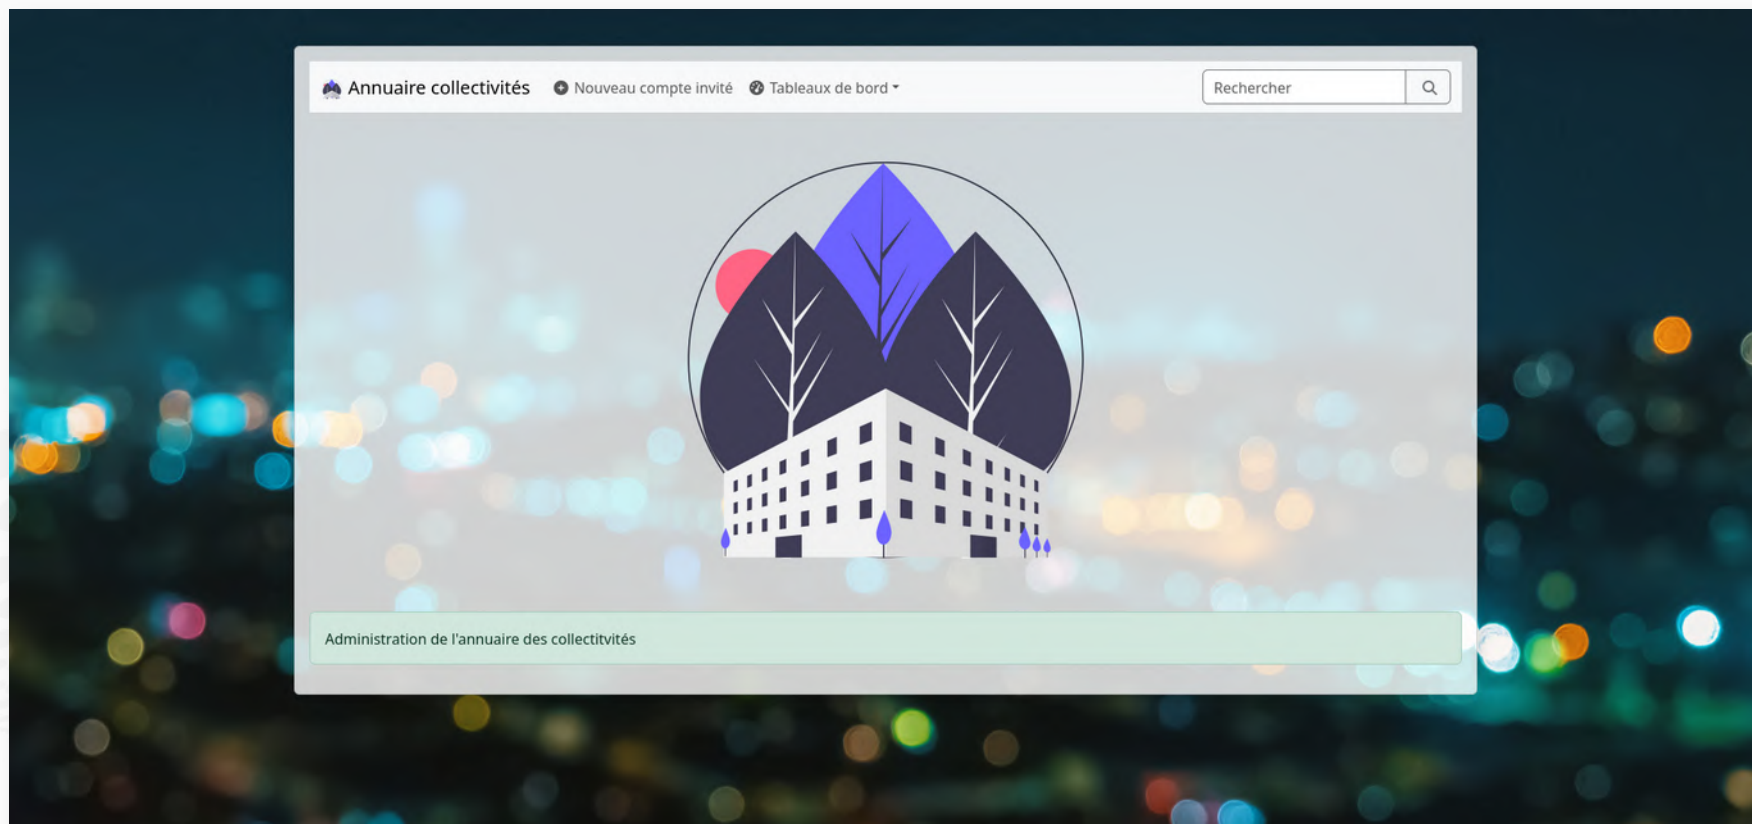 Annuaire collectivités
Nouveau compte invité
Tableaux de bord
Rechercher
Administration de l'annuaire des collectitvités